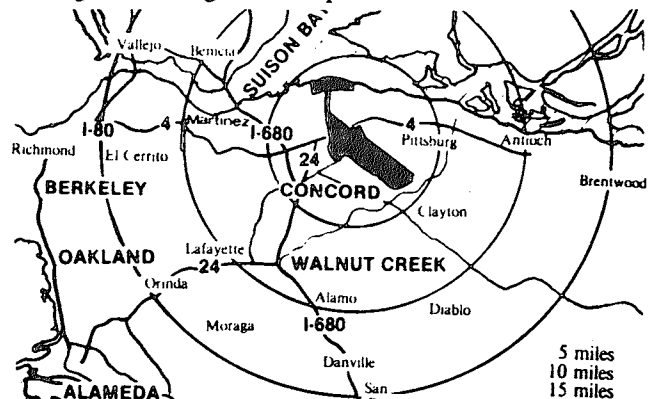 Vallejo
Benicia
SUISON BAY
I-80
4
Martinez
I-680
4
Pittsburg
Antioch
Richmond
El Cerrito
24
BERKELEY
CONCORD
Brentwood
Clayton
OAKLAND
Lafayette
24
WALNUT CREEK
Orinda
Alamo
Diablo
Moraga
I-680
Danville
5 miles
10 miles
15 miles
San
ALAMEDA